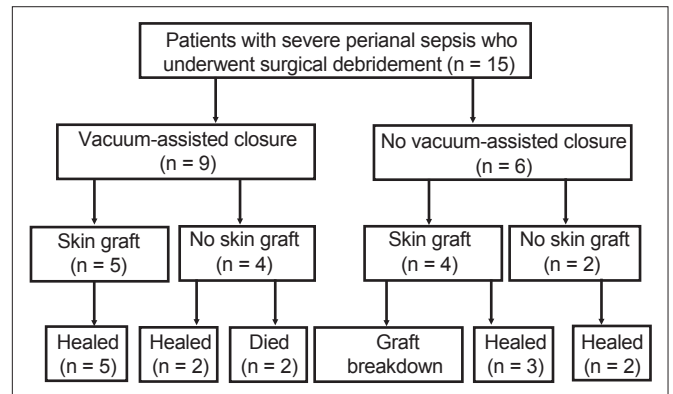 Patients with severe perianal sepsis who
underwent surgical debridement (n = 15)
Vacuum-assisted closure
(n = 9)
No vacuum-assisted closure
(n = 6)
Skin graft
(n = 5)
No skin graft
(n = 4)
Skin graft
(n = 4)
No skin graft
(n = 2)
Healed
(n = 5)
Healed
(n = 2)
Died
(n = 2)
Graft
breakdown
Healed
(n = 3)
Healed
(n = 2)